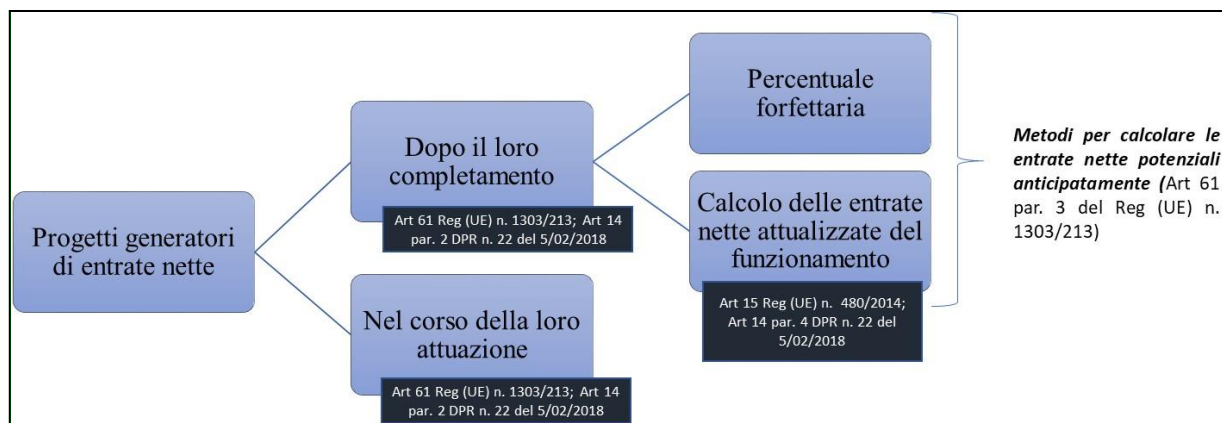 Progetti generatori
di entrate nette
Dopo il loro
completamento
Art 61 Reg (UE) n. 1303/213; Art 14
par. 2 DPR n. 22 del 5/02/2018
Nel corso della loro
attuazione
Art 61 Reg (UE) n. 1303/213; Art 14
par. 2 DPR n. 22 del 5/02/2018
Percentuale
forfettaria
Calcolo delle entrate
nette attualizzate del
funzionamento
Art 15 Reg (UE) n. 480/2014;
Art 14 par. 4 DPR n. 22 del
5/02/2018
Metodi per calcolare le
entrate nette potenziali
anticipatamente (Art 61
par. 3 del Reg (UE) n.
1303/213)